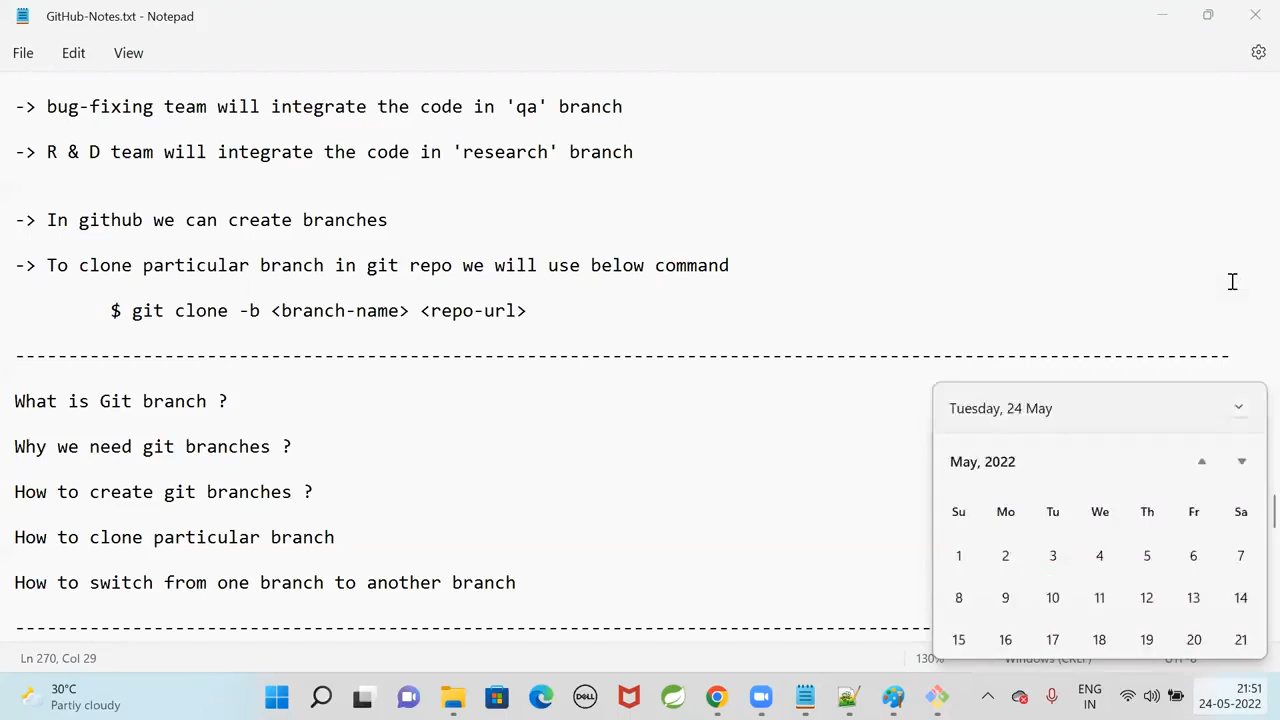 GitHub-Notes.txt - Notepad
File Edit View
-> bug-fixing team will integrate the code in 'qa' branch
-> R & D team will integrate the code in 'research' branch
-> In github we can create branches
-> To clone particular branch in git repo we will use below command
$ git clone -b <branch-name> <repo-url>
--------------------------------------------------------------------------------------------------------------------
What is Git branch ?
Why we need git branches ?
How to create git branches ?
How to clone particular branch
How to switch from one branch to another branch
--------------------------------------------------------------------------------------
Tuesday, 24 May
May, 2022
Su Mo Tu We Th Fr Sa
1 2 3 4 5 6 7
8 9 10 11 12 13 14
15 16 17 18 19 20 21
Ln 270, Col 29 130% Windows (CRLF) UTF-8
30°C
Partly cloudy
DELL
ENG
IN
21:51
24-05-2022